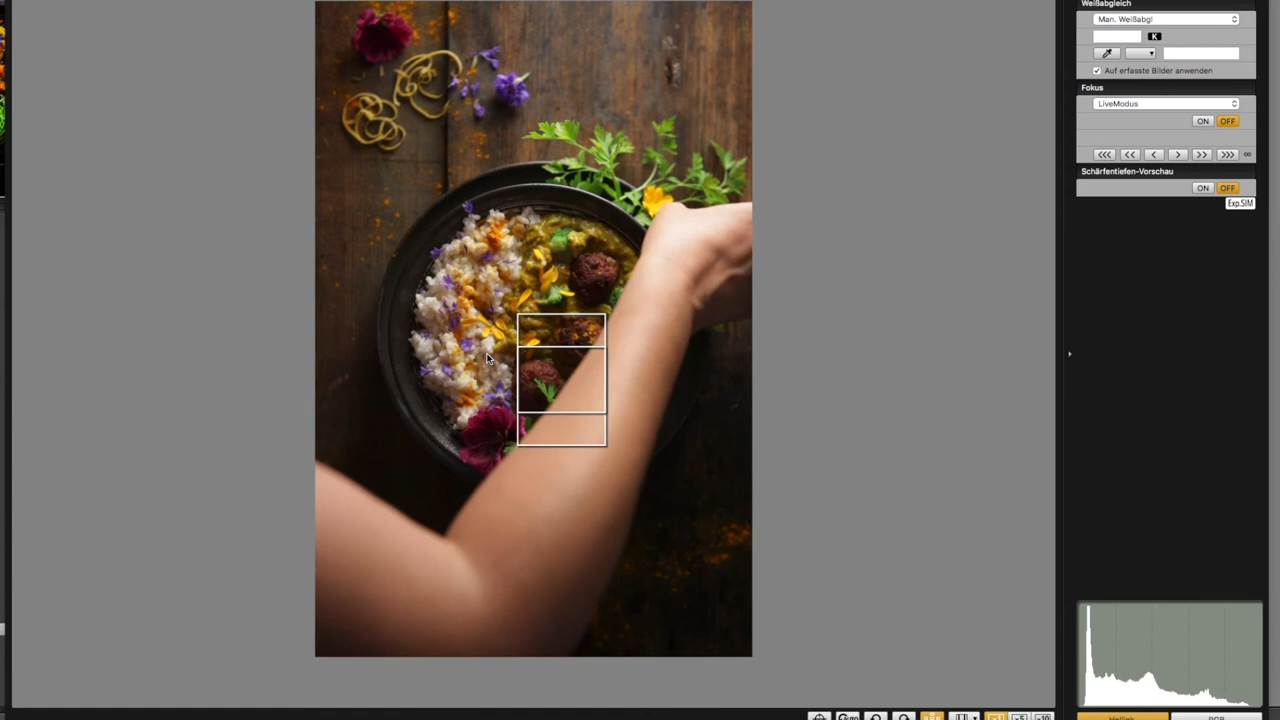 Weißabgleich
Man. Weißabgl
K
Auf erfasste Bilder anwenden
Fokus
LiveModus
ON OFF
<<< << < > >> >>> ∞
Schärfentiefen-Vorschau
ON OFF
Exp.SIM